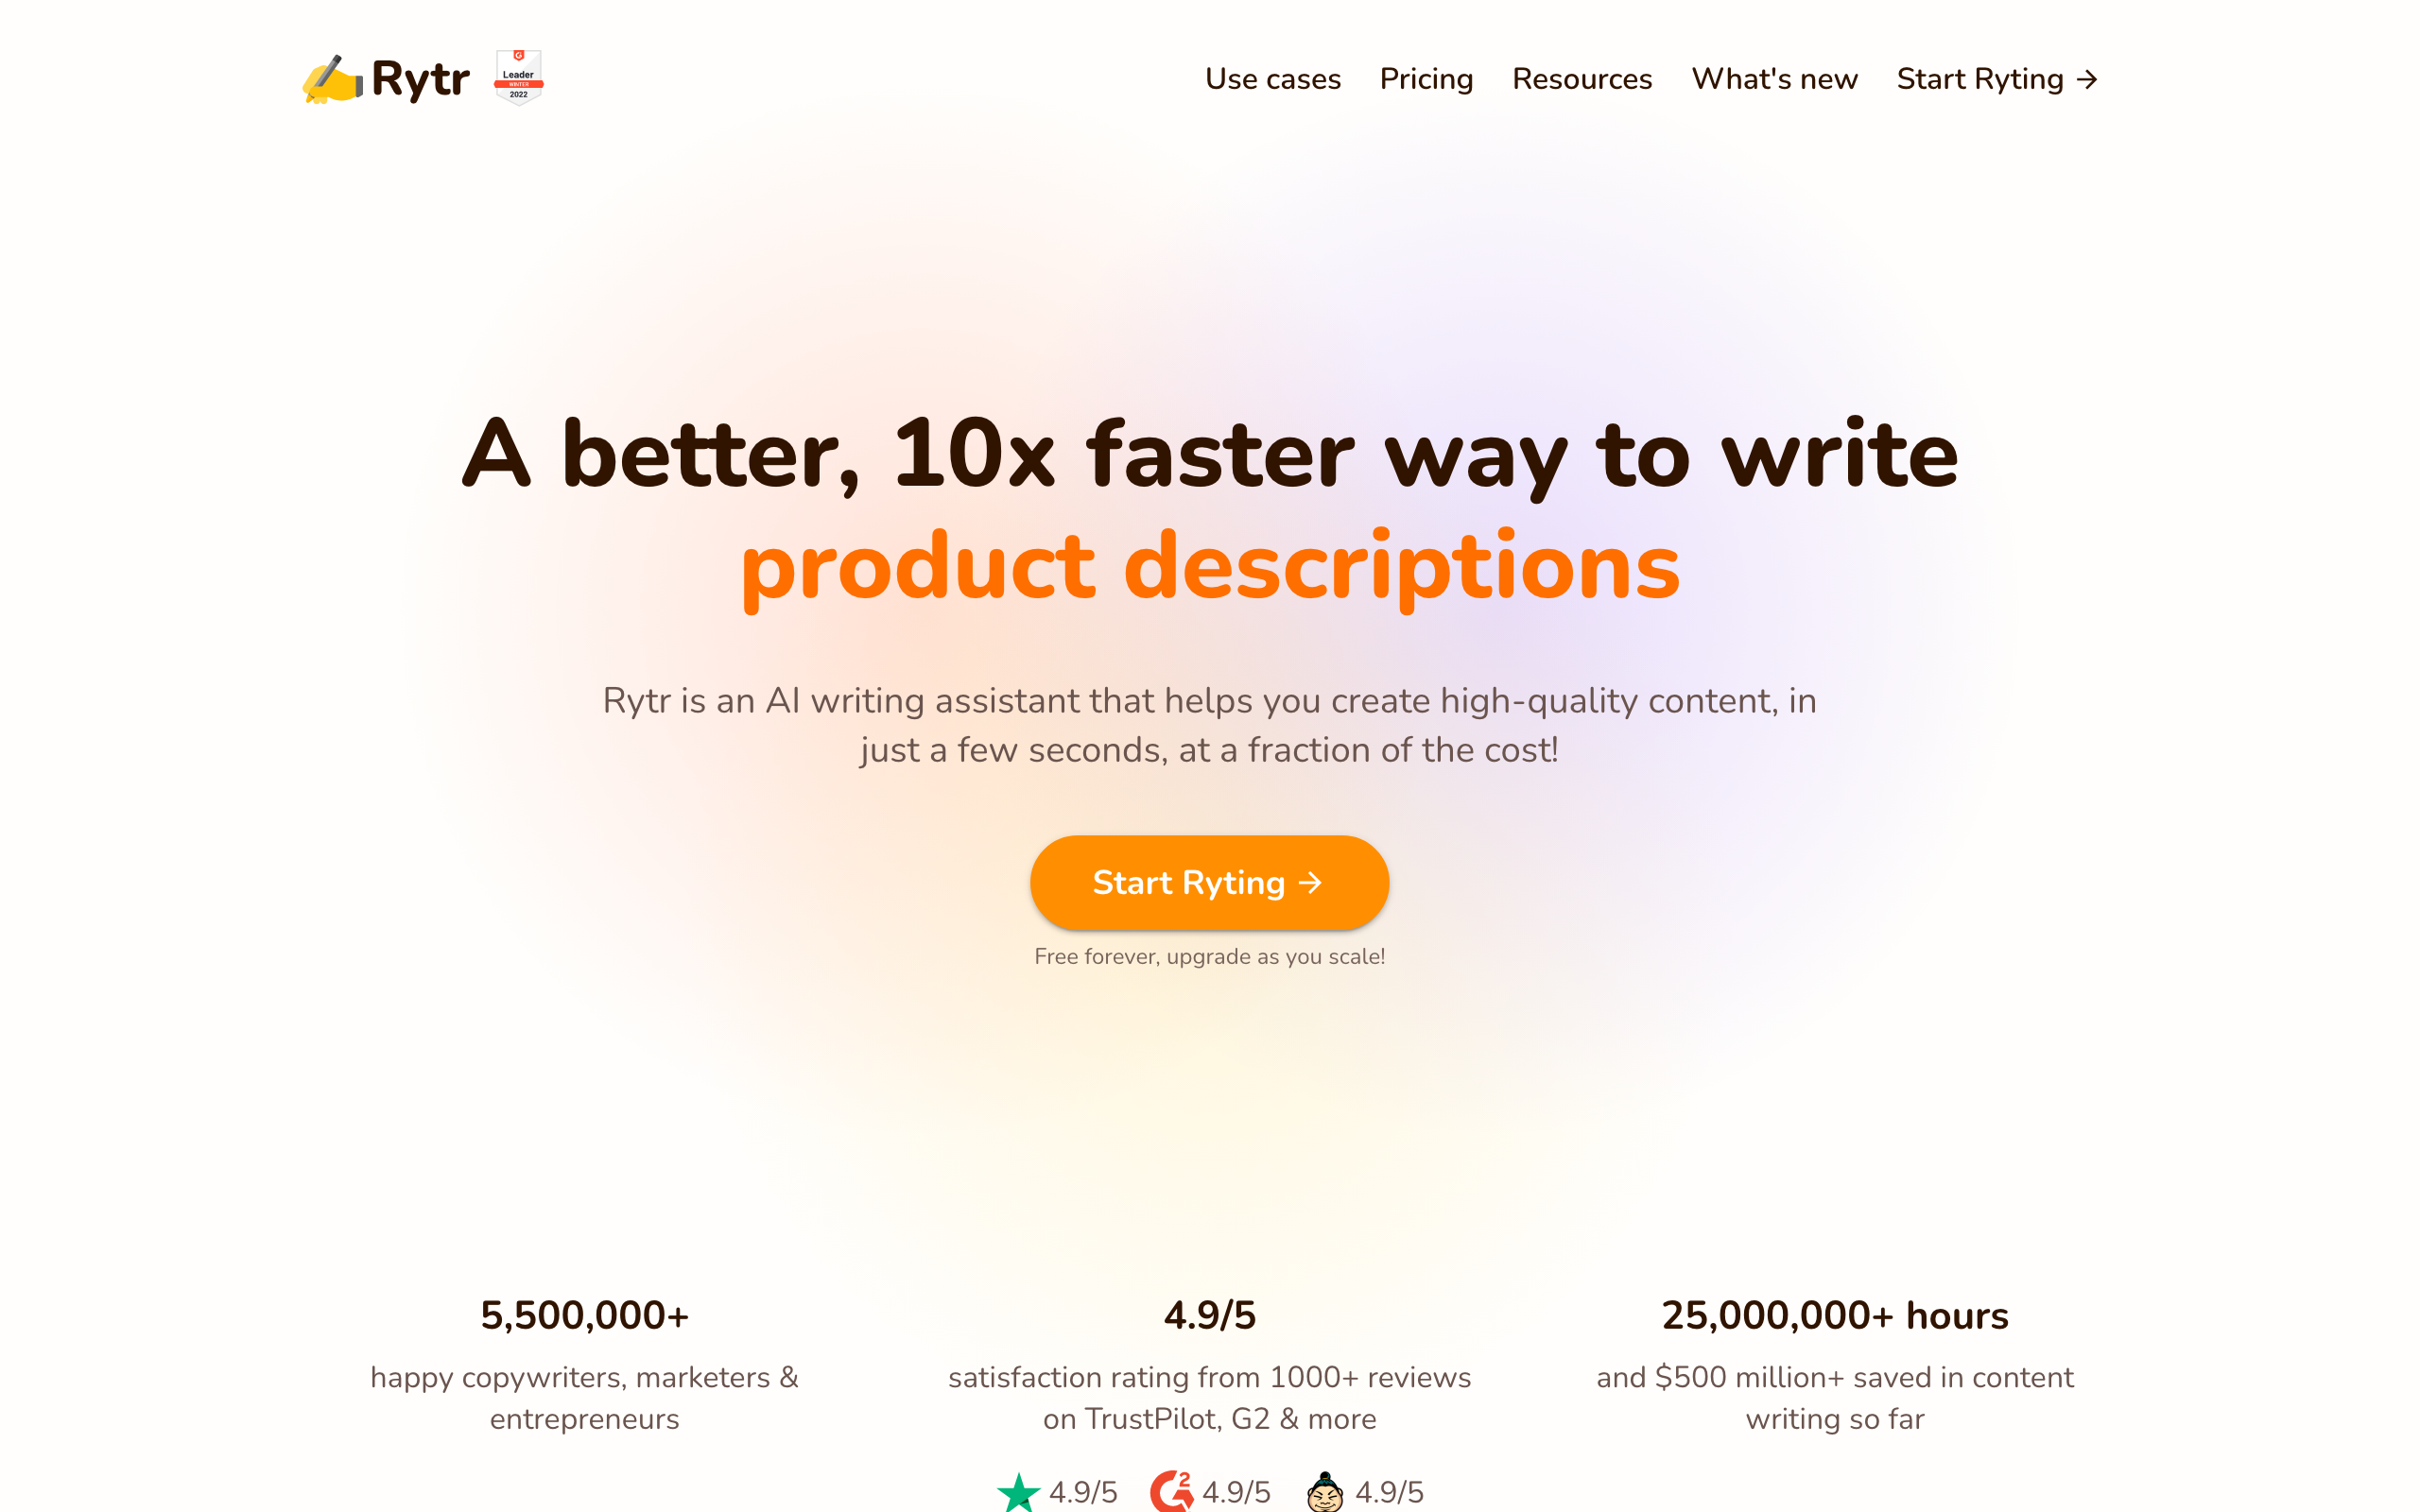 Rytr
Leader
WINTER
2022
Use cases
Pricing
Resources
What's new
Start Ryting →
A better, 10x faster way to write
product descriptions
Rytr is an AI writing assistant that helps you create high-quality content, in
just a few seconds, at a fraction of the cost!
Start Ryting →
Free forever, upgrade as you scale!
5,500,000+
happy copywriters, marketers &
entrepreneurs
4.9/5
satisfaction rating from 1000+ reviews
on TrustPilot, G2 & more
4.9/5
G2 4.9/5
4.9/5
25,000,000+ hours
and $500 million+ saved in content
writing so far